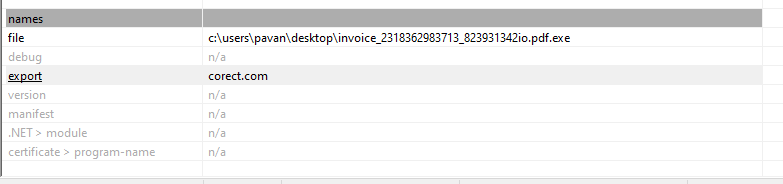 names
file c:\users\pavan\desktop\invoice_2318362983713_823931342io.pdf.exe
debug n/a
export corect.com
version n/a
manifest n/a
.NET > module n/a
certificate > program-name n/a